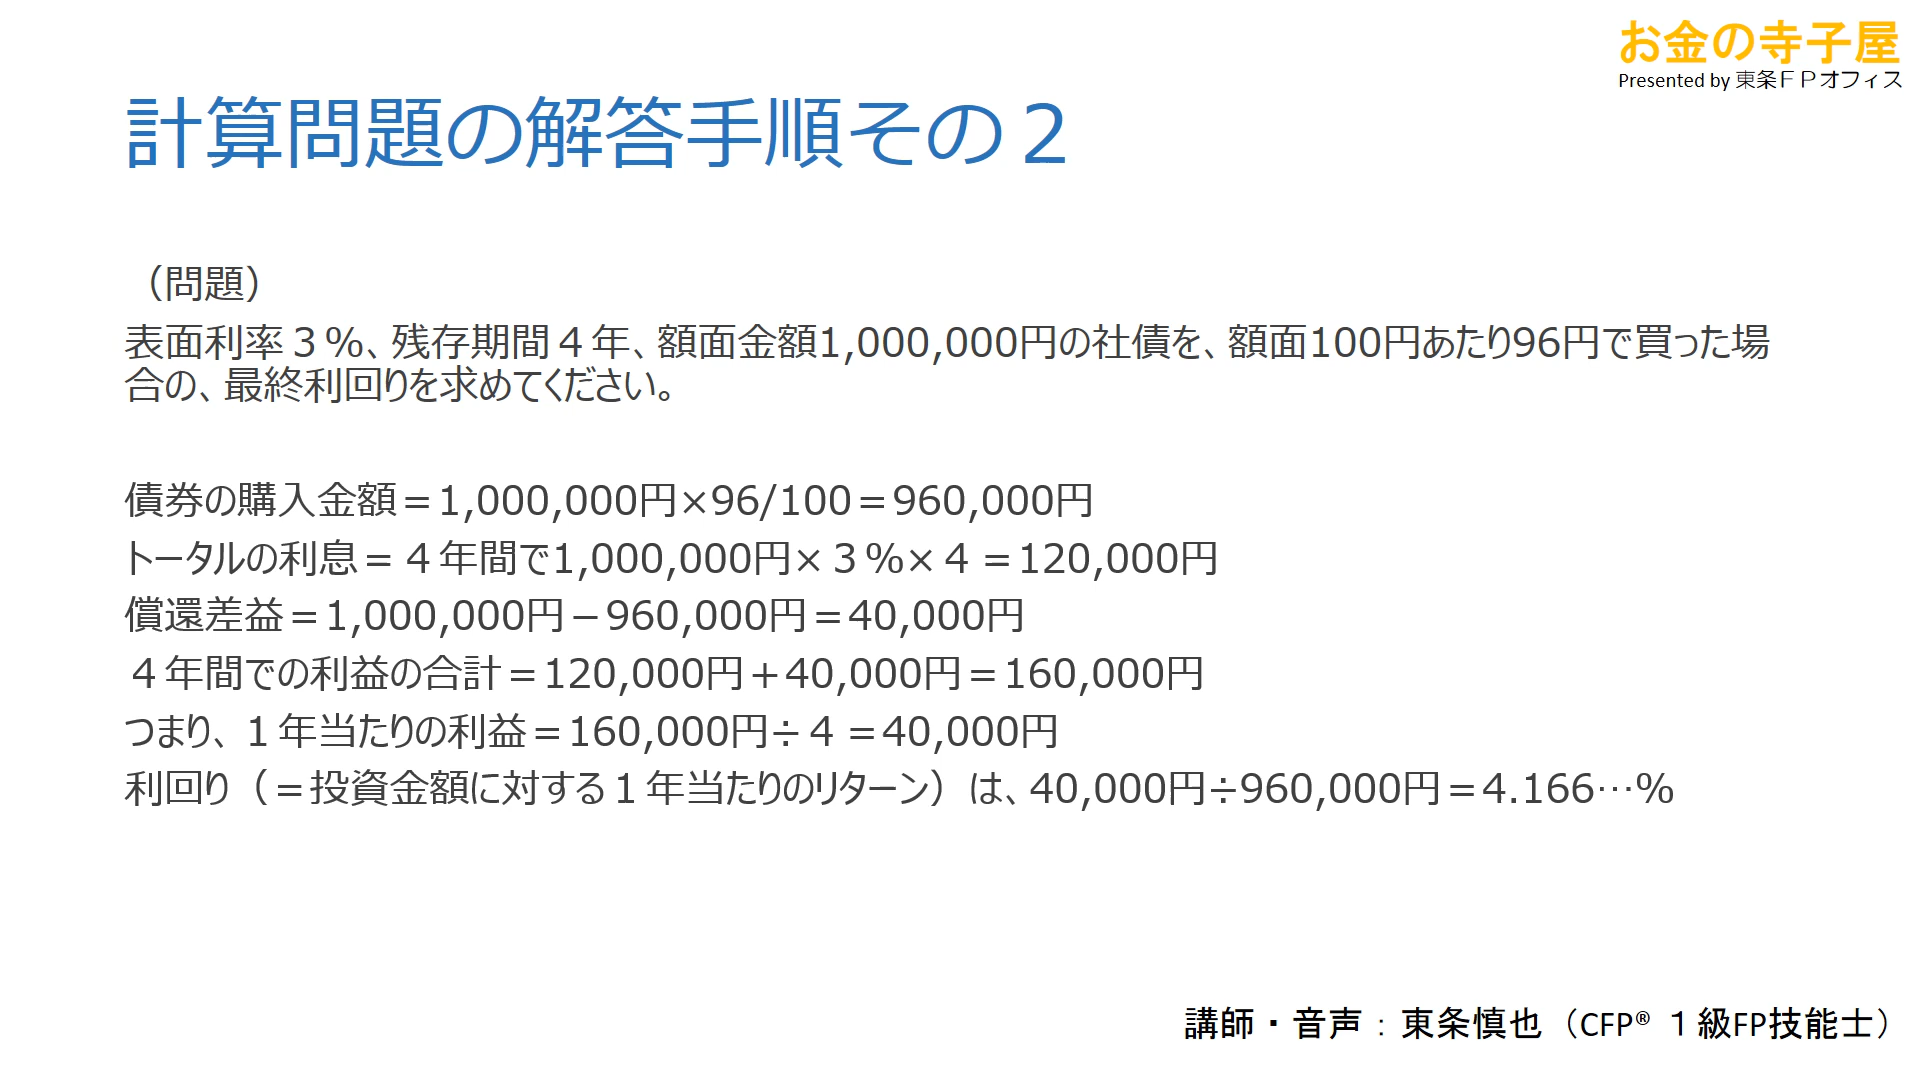 お金の寺子屋
Presented by 東条ＦＰオフィス
計算問題の解答手順その２
（問題）
表面利率３％、残存期間４年、額面金額1,000,000円の社債を、額面100円あたり96円で買った場
合の、最終利回りを求めてください。
債券の購入金額＝1,000,000円×96/100＝960,000円
トータルの利息＝４年間で1,000,000円×３％×４＝120,000円
償還差益＝1,000,000円－960,000円＝40,000円
４年間での利益の合計＝120,000円＋40,000円＝160,000円
つまり、１年当たりの利益＝160,000円÷４＝40,000円
利回り（＝投資金額に対する１年当たりのリターン）は、40,000円÷960,000円＝4.166…％
講師・音声：東条慎也（CFP® １級FP技能士）